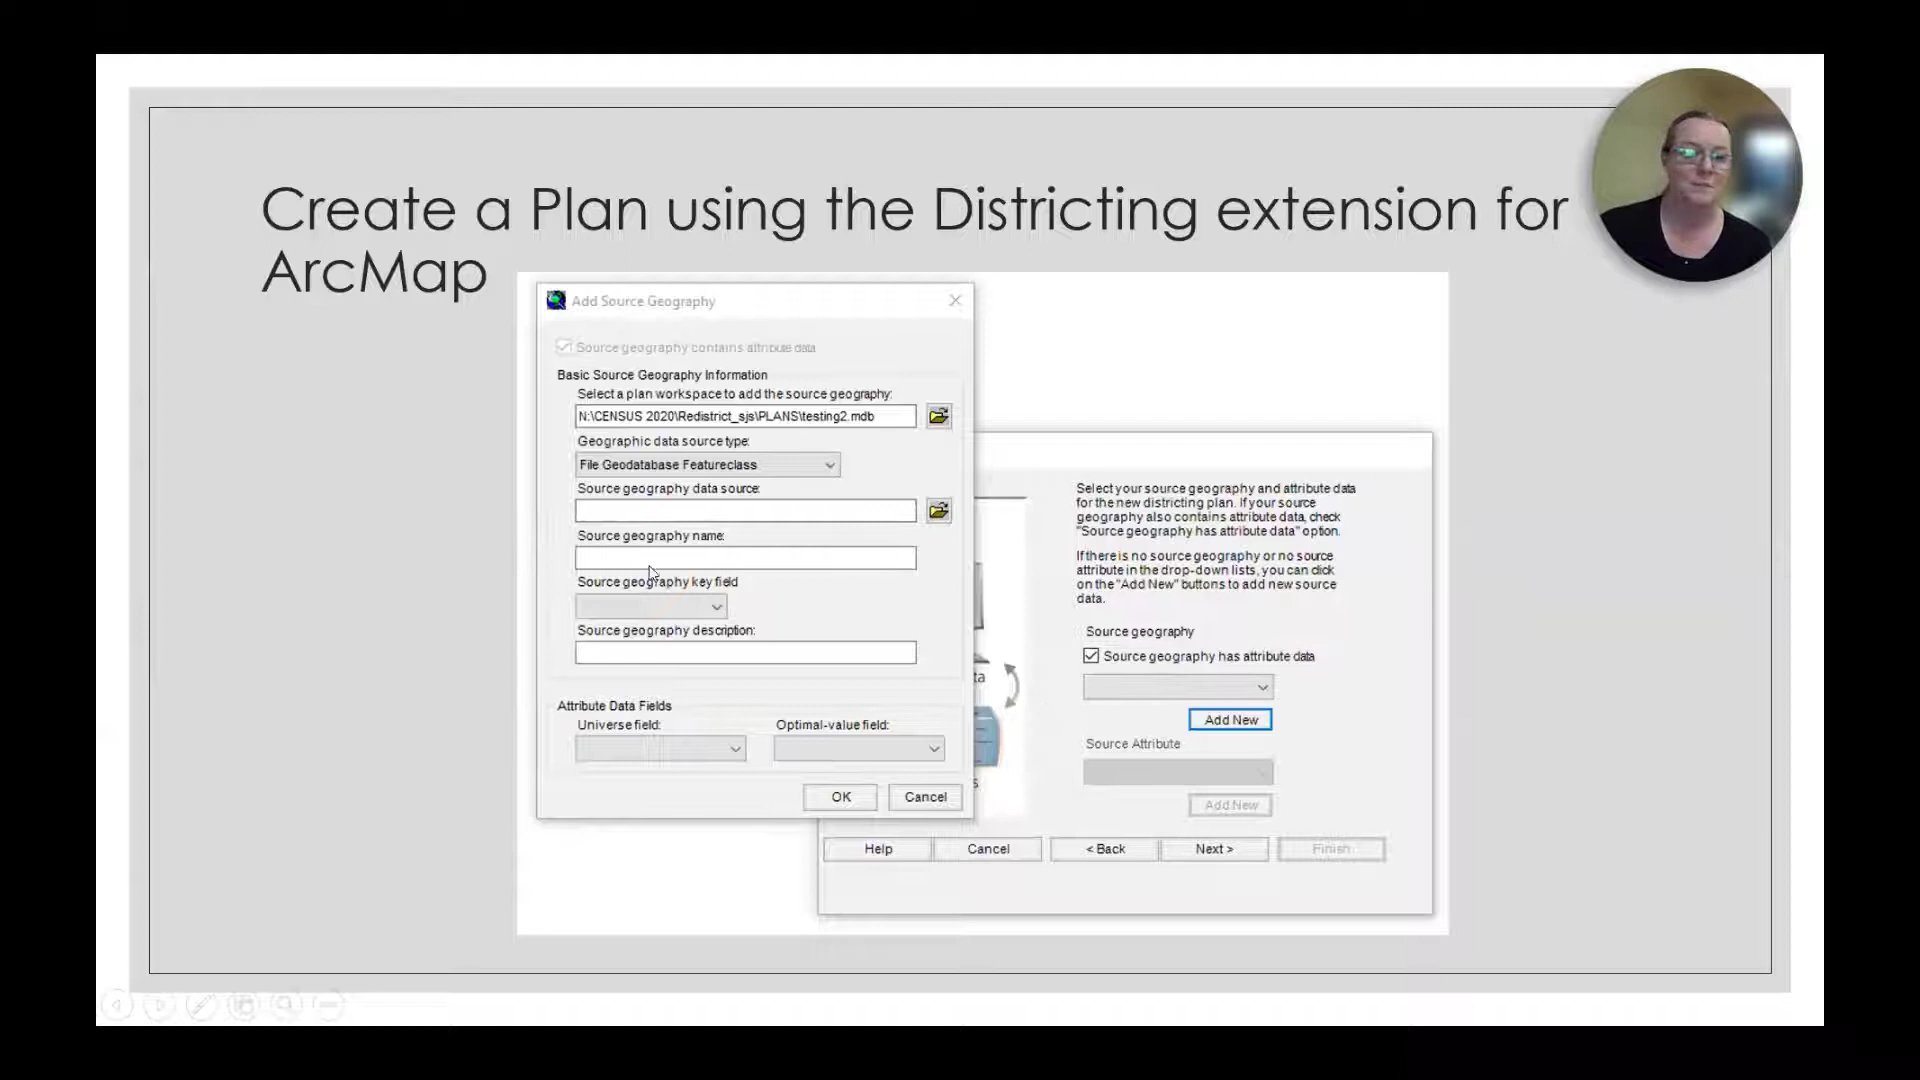 Create a Plan using the Districting extension for
ArcMap
Add Source Geography
Source geography contains attribute data
Basic Source Geography Information
Select a plan workspace to add the source geography:
N:\CENSUS 2020\Redistrict_sjs\PLANS\testing2.mdb
Geographic data source type:
File Geodatabase Featureclass
Source geography data source:
Source geography name:
Source geography key field
Source geography description:
Attribute Data Fields
Universe field:
Optimal-value field:
OK
Cancel
Select your source geography and attribute data
for the new districting plan. If your source
geography also contains attribute data, check
"Source geography has attribute data" option.
If there is no source geography or no source
attribute in the drop-down lists, you can click
on the "Add New" buttons to add new source
data.
Source geography
Source geography has attribute data
Add New
Source Attribute
Add New
ta
s
Help
Cancel
< Back
Next >
Finish